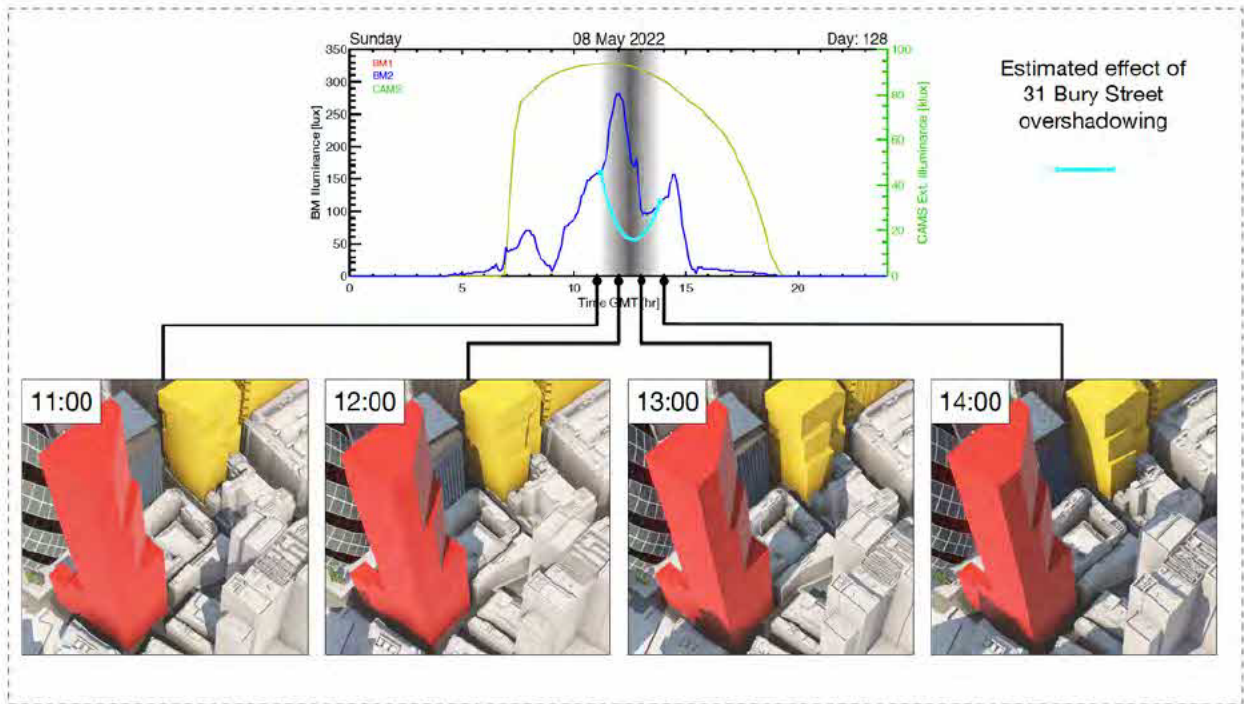 Sunday 08 May 2022 Day: 128
350
300
250
200
150
100
50
0
BM Illuminance [lux]
BM1
BM2
CAMS
100
80
60
40
20
0
CAMS Ext. illuminance [klux]
0 5 10 15 20
Time GMT [hr]
Estimated effect of
31 Bury Street
overshadowing
11:00 12:00 13:00 14:00